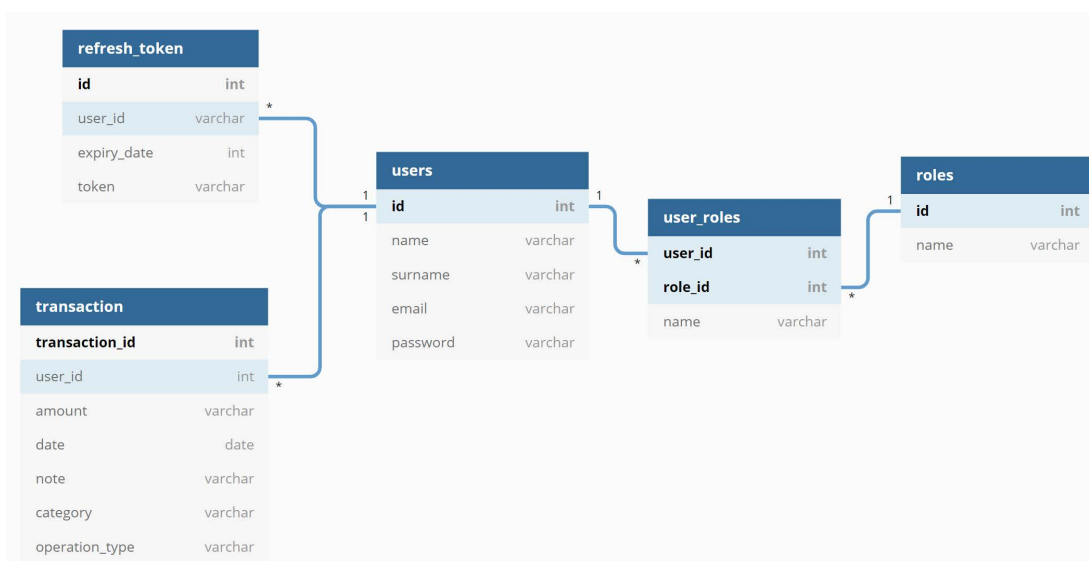 refresh_token
id int
user_id varchar
expiry_date int
token varchar
*
1
1
transaction
transaction_id int
user_id int
amount varchar
date date
note varchar
category varchar
operation_type varchar
*
users
id int
name varchar
surname varchar
email varchar
password varchar
1
*
user_roles
user_id int
role_id int
name varchar
*
1
roles
id int
name varchar